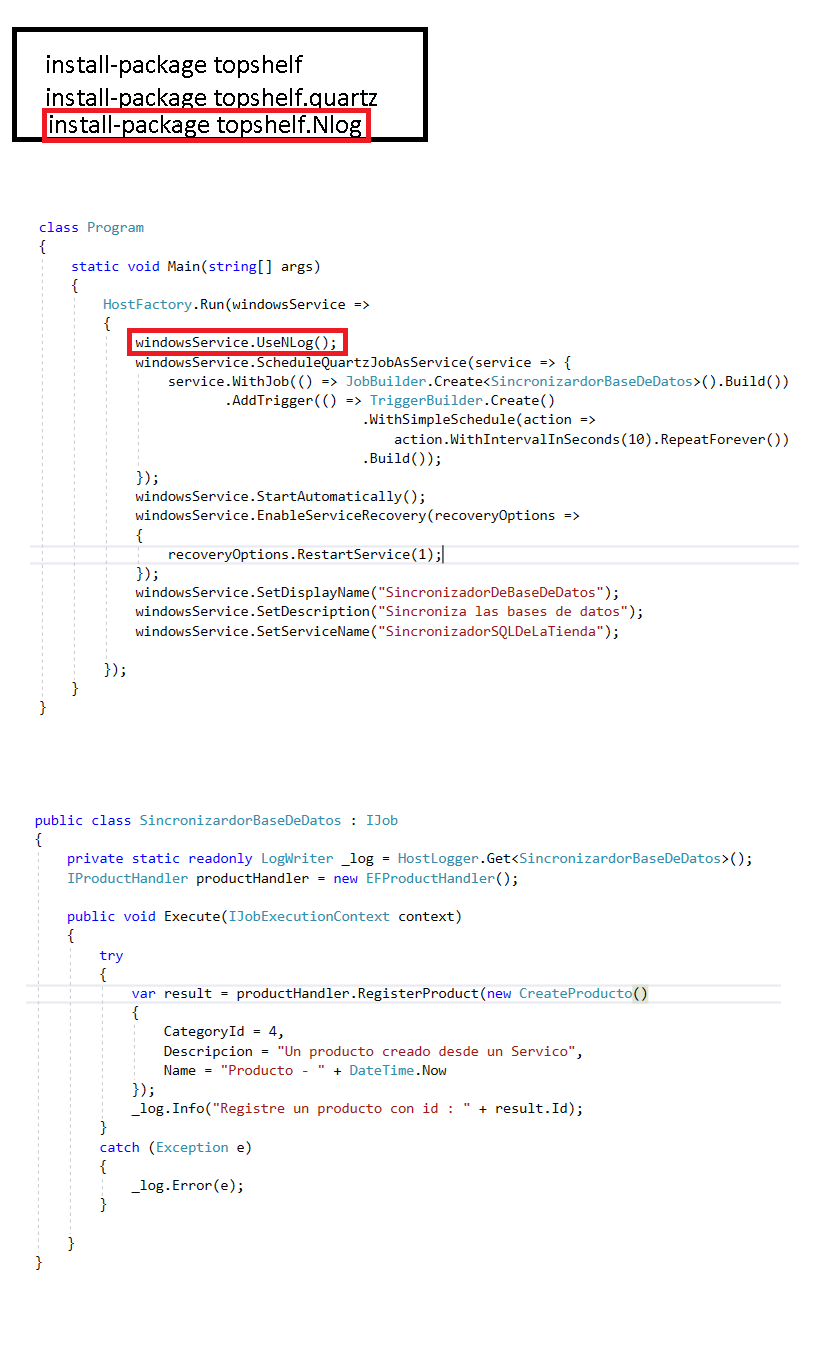 install-package topshelf
install-package topshelf.quartz
install-package topshelf.Nlog
class Program
{
static void Main(string[] args)
{
HostFactory.Run(windowsService =>
{
windowsService.UseNLog();
windowsService.ScheduleQuartzJobAsService(service => {
service.WithJob(() => JobBuilder.Create<SincronizardorBaseDeDatos>().Build())
.AddTrigger(() => TriggerBuilder.Create()
.WithSimpleSchedule(action =>
action.WithIntervalInSeconds(10).RepeatForever())
.Build());
});
windowsService.StartAutomatically();
windowsService.EnableServiceRecovery(recoveryOptions =>
{
recoveryOptions.RestartService(1);
});
windowsService.SetDisplayName("SincronizadorDeBaseDeDatos");
windowsService.SetDescription("Sincroniza las bases de datos");
windowsService.SetServiceName("SincronizadorSQLDeLaTienda");
});
}
}
public class SincronizardorBaseDeDatos : IJob
{
private static readonly LogWriter _log = HostLogger.Get<SincronizardorBaseDeDatos>();
IProductHandler productHandler = new EFProductHandler();
public void Execute(IJobExecutionContext context)
{
try
{
var result = productHandler.RegisterProduct(new CreateProducto()
{
CategoryId = 4,
Descripcion = "Un producto creado desde un Servico",
Name = "Producto - " + DateTime.Now
});
_log.Info("Registre un producto con id : " + result.Id);
}
catch (Exception e)
{
_log.Error(e);
}
}
}